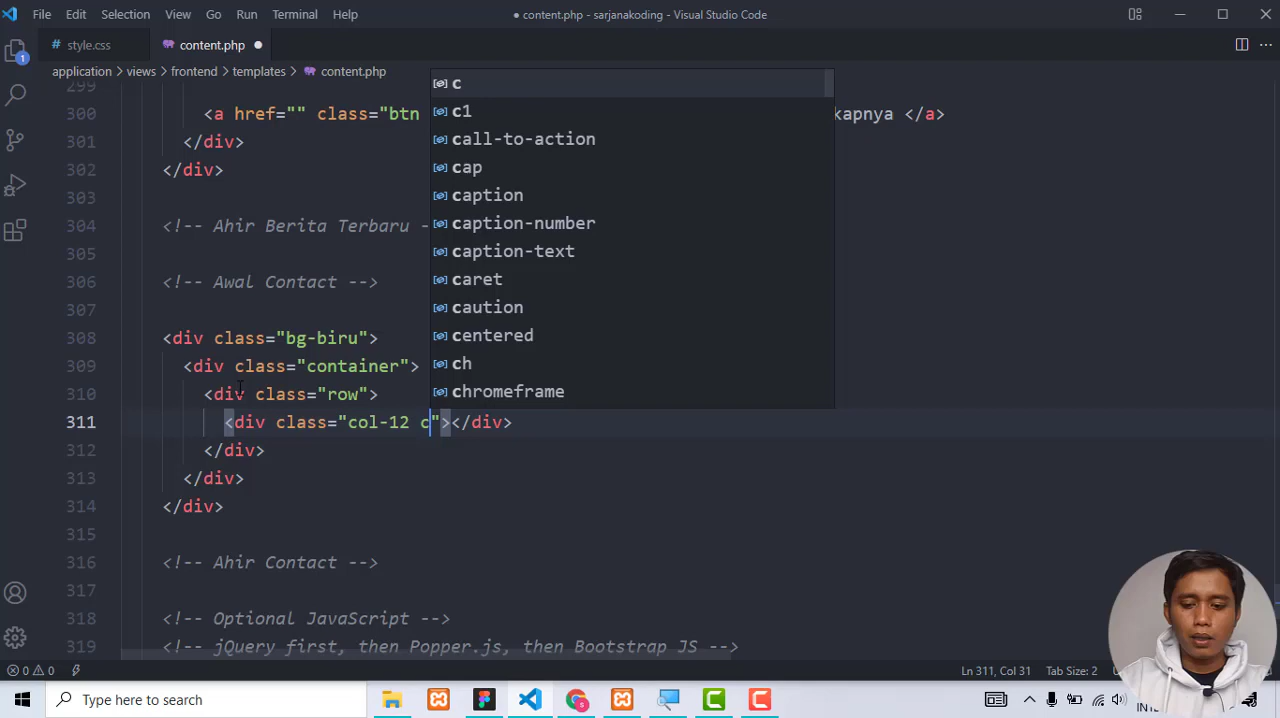 File Edit Selection View Go Run Terminal Help
● content.php - sarjanakoding - Visual Studio Code
# style.css
content.php ●
application > views > frontend > templates > content.php
299
300 <a href="" class="btn
kapnya </a>
301 </div>
302 </div>
303
304 <!-- Ahir Berita Terbaru -
305
306 <!-- Awal Contact -->
307
308 <div class="bg-biru">
309 <div class="container">
310 <div class="row">
311 <div class="col-12 c"></div>
312 </div>
313 </div>
314 </div>
315
316 <!-- Ahir Contact -->
317
318 <!-- Optional JavaScript -->
319 <!-- jQuery first, then Popper.js, then Bootstrap JS -->
c
c1
call-to-action
cap
caption
caption-number
caption-text
caret
caution
centered
ch
chromeframe
1
0 0
Ln 311, Col 31 Tab Size: 2
Type here to search